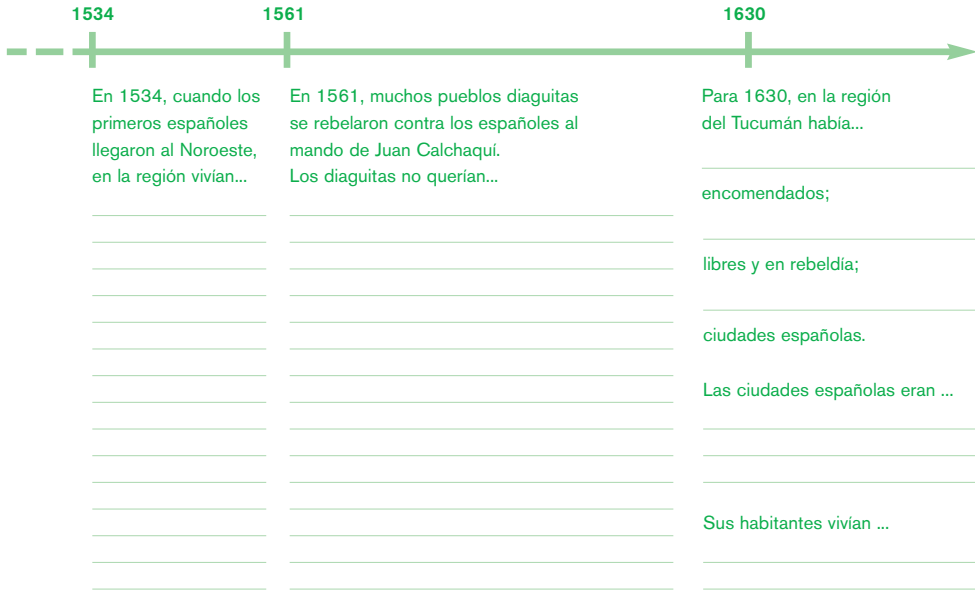 1534
1561
1630
En 1534, cuando los
primeros españoles
llegaron al Noroeste,
en la región vivían...
En 1561, muchos pueblos diaguitas
se rebelaron contra los españoles al
mando de Juan Calchaquí.
Los diaguitas no querían...
Para 1630, en la región
del Tucumán había...
encomendados;
libres y en rebeldía;
ciudades españolas.
Las ciudades españolas eran ...
Sus habitantes vivían ...